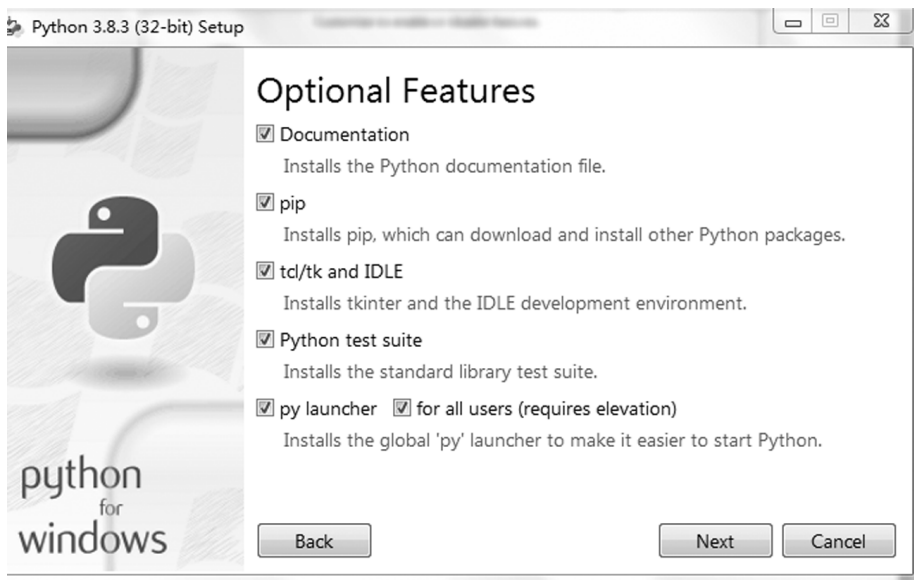 Python 3.8.3 (32-bit) Setup
Optional Features
Documentation
Installs the Python documentation file.
pip
Installs pip, which can download and install other Python packages.
tcl/tk and IDLE
Installs tkinter and the IDLE development environment.
Python test suite
Installs the standard library test suite.
py launcher for all users (requires elevation)
Installs the global 'py' launcher to make it easier to start Python.
python
for
windows
Back Next Cancel